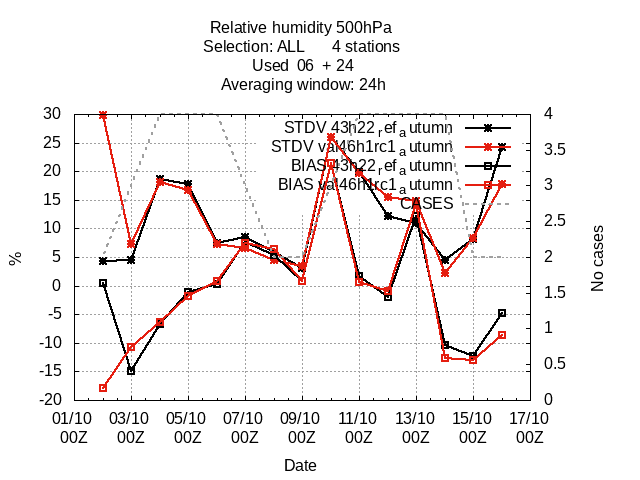 Relative humidity 500hPa
Selection: ALL 4 stations
Used 06 + 24
Averaging window: 24h
30 4
STDV 43h22_ref_autumn
25 3.5
STDV val46h1rc1_autumn
20 BIAS 43h22_ref_autumn 3
BIAS val46h1rc1_autumn
15 CASES
10 2.5
5 2
0 1.5
-5 1
-10
-15 0.5
-20 0
% No cases
01/10 03/10 05/10 07/10 09/10 11/10 13/10 15/10 17/10
00Z 00Z 00Z 00Z 00Z 00Z 00Z 00Z 00Z
Date